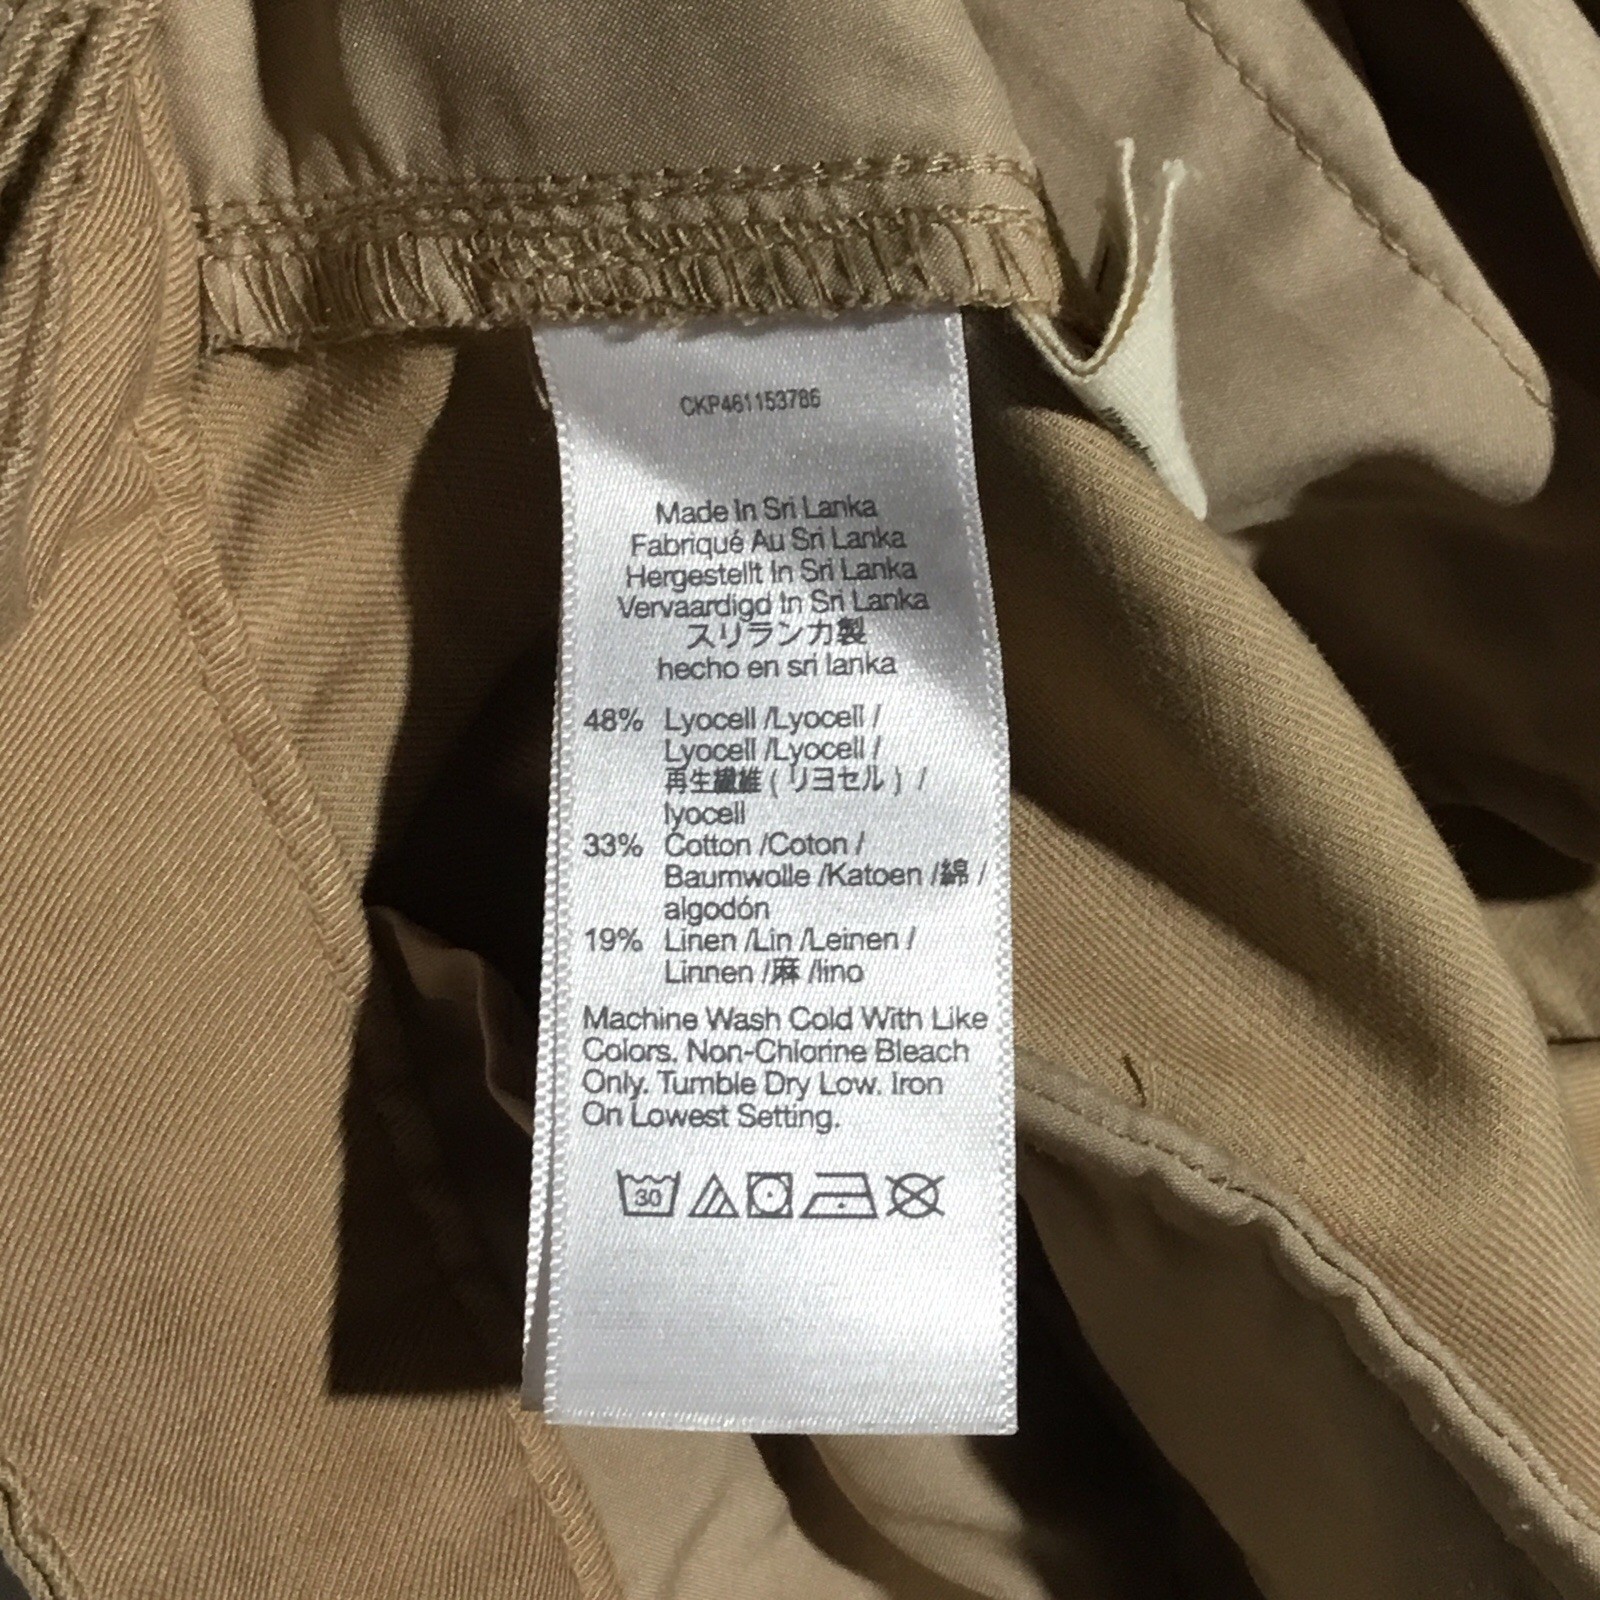 CKP461153786
Made In Sri Lanka
Fabriqué Au Sri Lanka
Hergestellt In Sri Lanka
Vervaardigd In Sri Lanka
スリランカ製
hecho en sri lanka
48% Lyocell /Lyocell /
Lyocell /Lyocell /
再生繊維 ( リヨセル ) /
lyocell
33% Cotton /Coton /
Baumwolle /Katoen /綿 /
algodón
19% Linen /Lin /Leinen /
Linnen /麻 /lino
Machine Wash Cold With Like
Colors. Non-Chlorine Bleach
Only. Tumble Dry Low. Iron
On Lowest Setting.
30